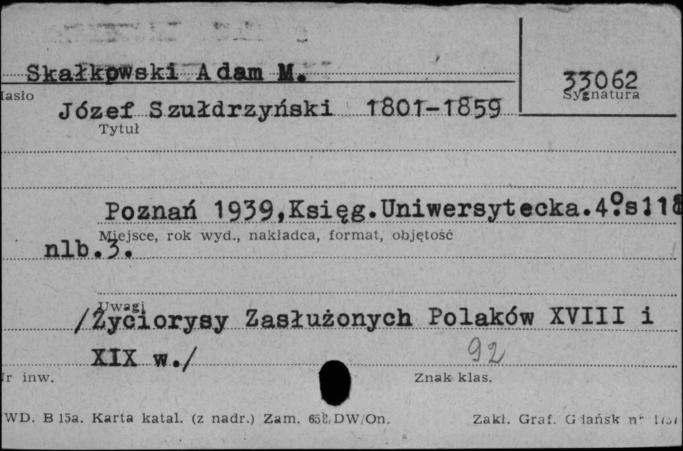 Skałkowski Adam M.
33062
Hasło
Sygnatura
Józef Szułdrzyński 1801-1859
Tytuł
Poznań 1939,Księg.Uniwersytecka.4°.s.118
Miejsce, rok wyd., nakładca, format, objętość
nlb.3.
Uwagi
/Życiorysy Zasłużonych Polaków XVIII i
XIX w./
92
Nr inw.
Znak klas.
PWD. B 15a. Karta katal. (z nadr.) Zam. DW/On.
Zakł. Graf. Gdańsk